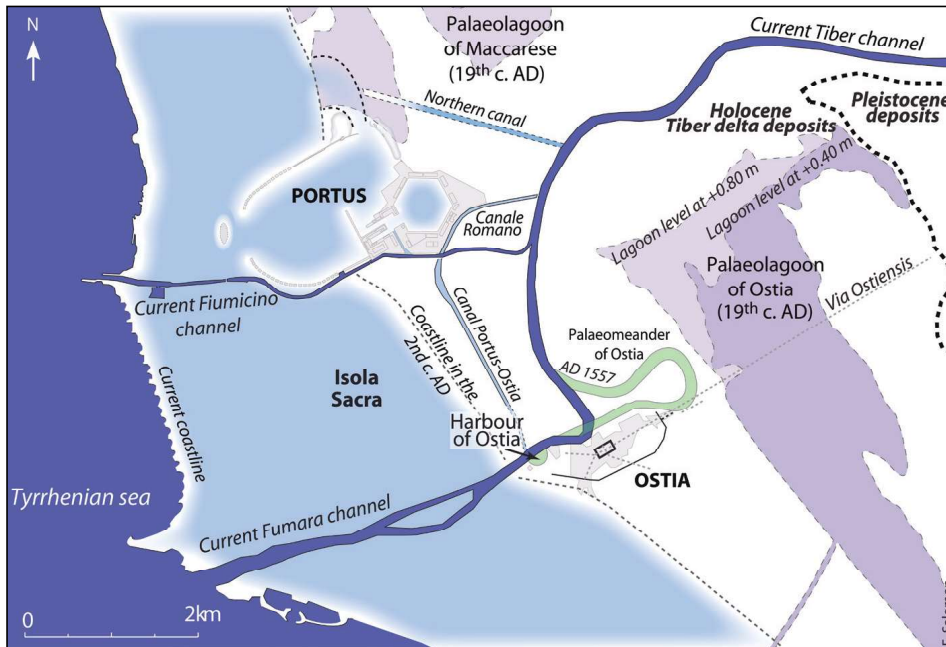 N
Palaeolagoon
of Maccarese
(19th c. AD)
Current Tiber channel
Northern canal
Holocene
Tiber delta deposits
Pleistocene
deposits
PORTUS
Canale
Romano
Lagoon level at +0.80 m
Lagoon level at +0.40 m
Palaeolagoon
of Ostia
(19th c. AD)
Via Ostiensis
Current Fiumicino
channel
Coastline in the
2nd c. AD
Canal Portus-Ostia
Palaeomeander
of Ostia
AD 1557
Isola
Sacra
Current coastline
Harbour
of Ostia
OSTIA
Tyrrhenian sea
Current Fumara channel
0
2km